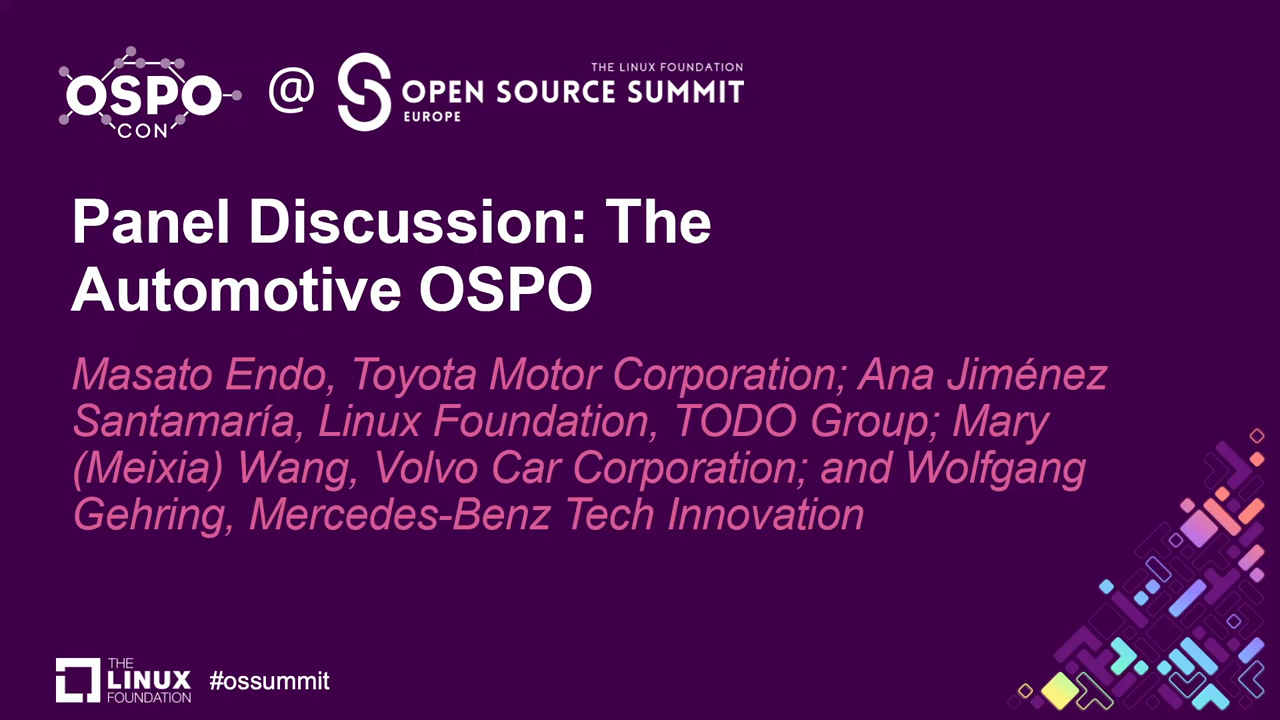 OSPO
CON
@
THE LINUX FOUNDATION
OPEN SOURCE SUMMIT
EUROPE
Panel Discussion: The
Automotive OSPO
Masato Endo, Toyota Motor Corporation; Ana Jiménez
Santamaría, Linux Foundation, TODO Group; Mary
(Meixia) Wang, Volvo Car Corporation; and Wolfgang
Gehring, Mercedes-Benz Tech Innovation
THE
LINUX
FOUNDATION
#ossummit